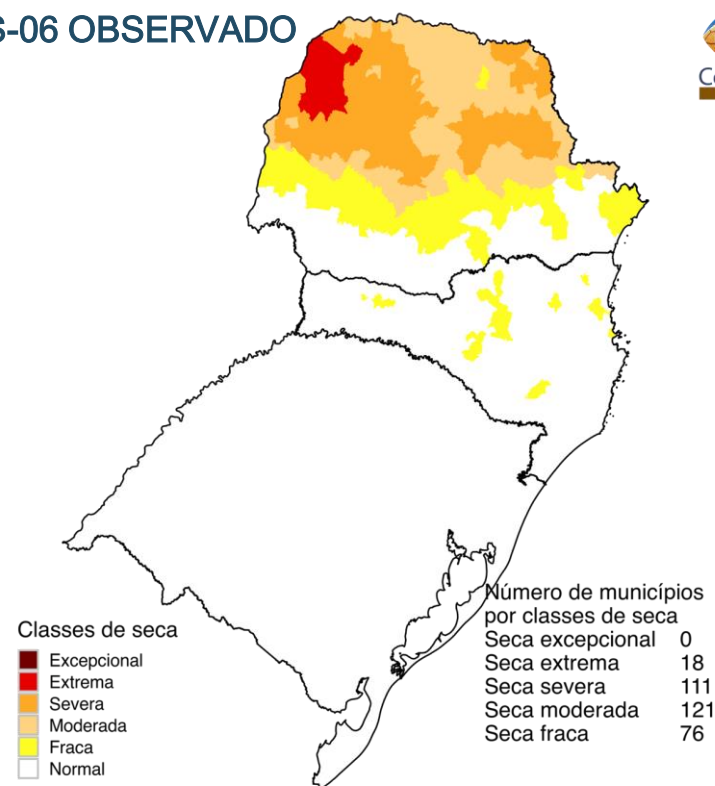 S-06 OBSERVADO
Classes de seca
Excepcional
Extrema
Severa
Moderada
Fraca
Normal
Número de municípios
por classes de seca
Seca excepcional 0
Seca extrema 18
Seca severa 111
Seca moderada 121
Seca fraca 76